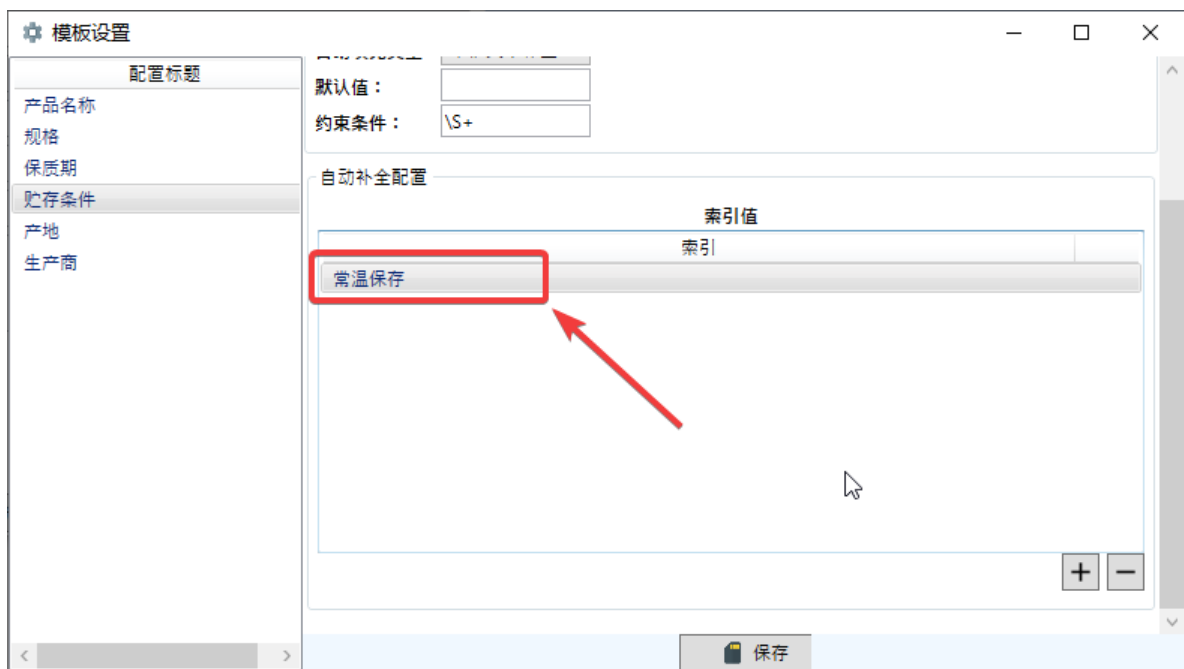 模板设置
配置标题
产品名称
规格
保质期
贮存条件
产地
生产商
默认值：
约束条件：
\S+
自动补全配置
索引值
索引
常温保存
保存